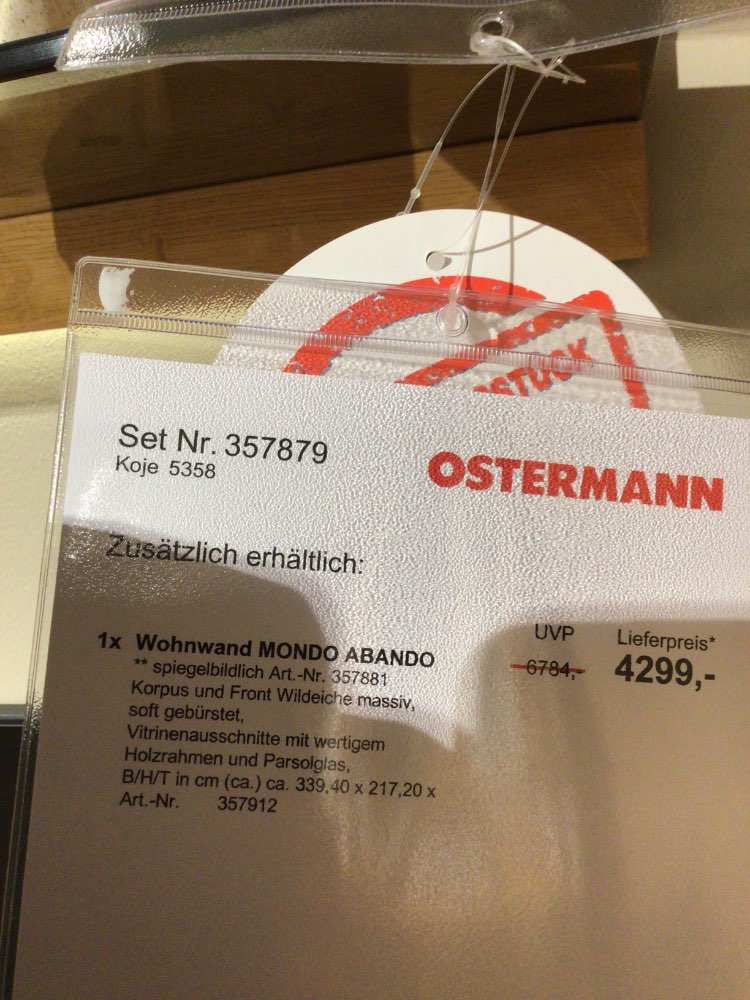 STÜCK
Set Nr. 357879
Koje 5358
OSTERMANN
Zusätzlich erhältlich:
UVP
Lieferpreis*
1x Wohnwand MONDO ABANDO
6784,-
4299,-
** spiegelbildlich Art.-Nr. 357881
Korpus und Front Wildeiche massiv,
soft gebürstet,
Vitrinenausschnitte mit wertigem
Holzrahmen und Parsolglas,
B/H/T in cm (ca.) ca. 339,40 x 217,20 x
Art.-Nr. 357912